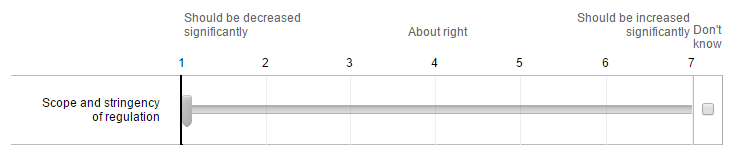 Should be decreased
significantly
About right
Should be increased
significantly
Don't
know
1 2 3 4 5 6 7
Scope and stringency
of regulation